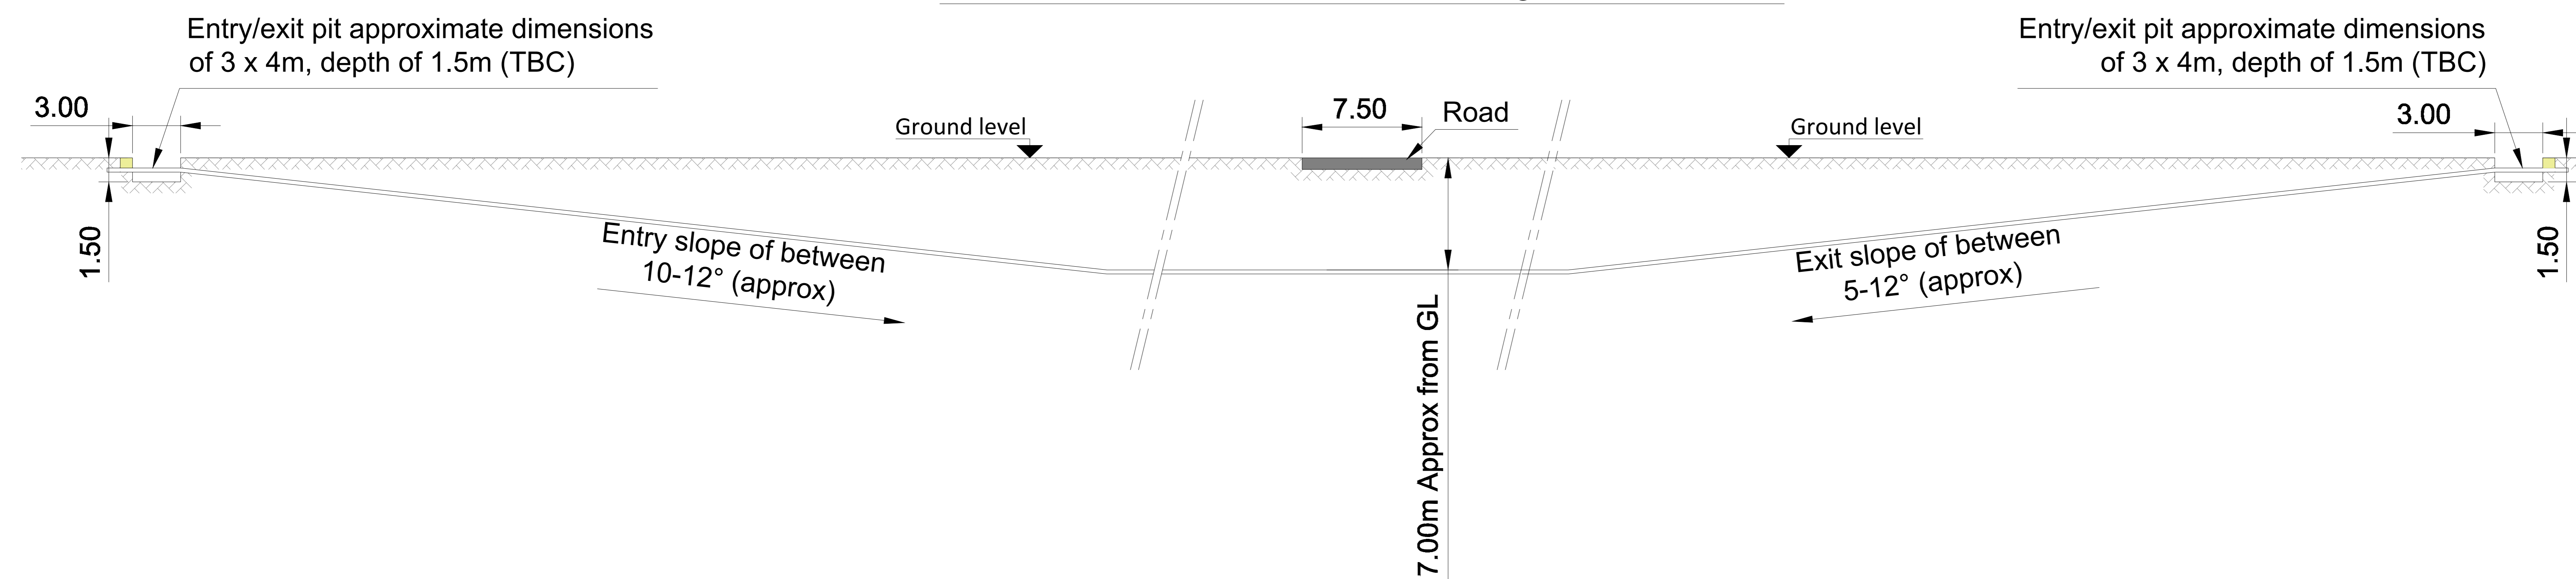 Entry/exit pit approximate dimensions
of 3 x 4m, depth of 1.5m (TBC)
Entry/exit pit approximate dimensions
of 3 x 4m, depth of 1.5m (TBC)
3.00
7.50
Road
3.00
Ground level
Ground level
1.50
Entry slope of between
10-12° (approx)
Exit slope of between
5-12° (approx)
1.50
7.00m Approx from GL